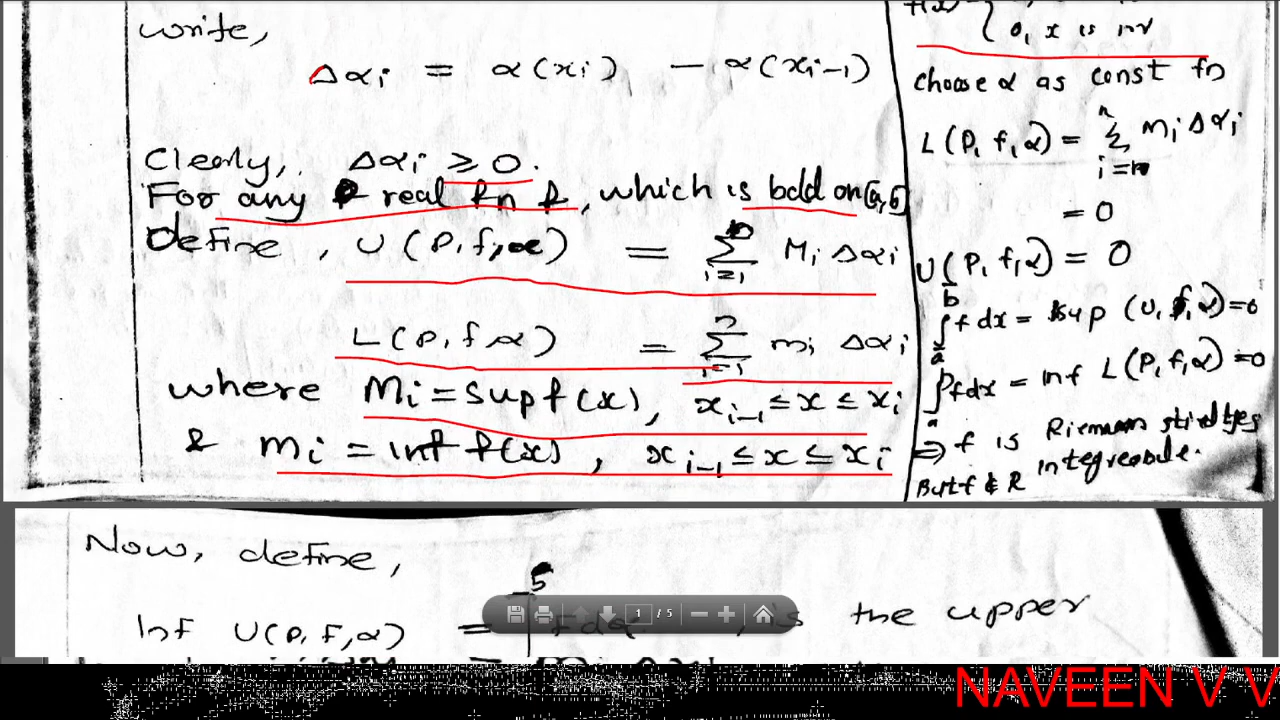 write,
Δαi = α(xi) - α(xi-1)
Clearly, Δαi ≥ 0.
For any real fn f, which is bdd on [a,b]
define, U(P,f,α) = Σ i=1 n Mi Δαi
L(P,f,α) = Σ i=1 n mi Δαi
where Mi = sup f(x), xi-1 ≤ x ≤ xi
& mi = inf f(x), xi-1 ≤ x ≤ xi
0, x is irr
choose α as const fn
L(P,f,α) = Σ mi Δαi
= 0
U(P,f,α) = 0
∫ f dx = sup (U,f,α) = 0
∫ f dx = inf L(P,f,α) = 0
⇒ f is Riemann stieltjes
integrable.
But f ∉ R
Now, define,
Inf U(P,f,α) = ∫ f dα, is the upper
1 / 5
NAVEEN V V